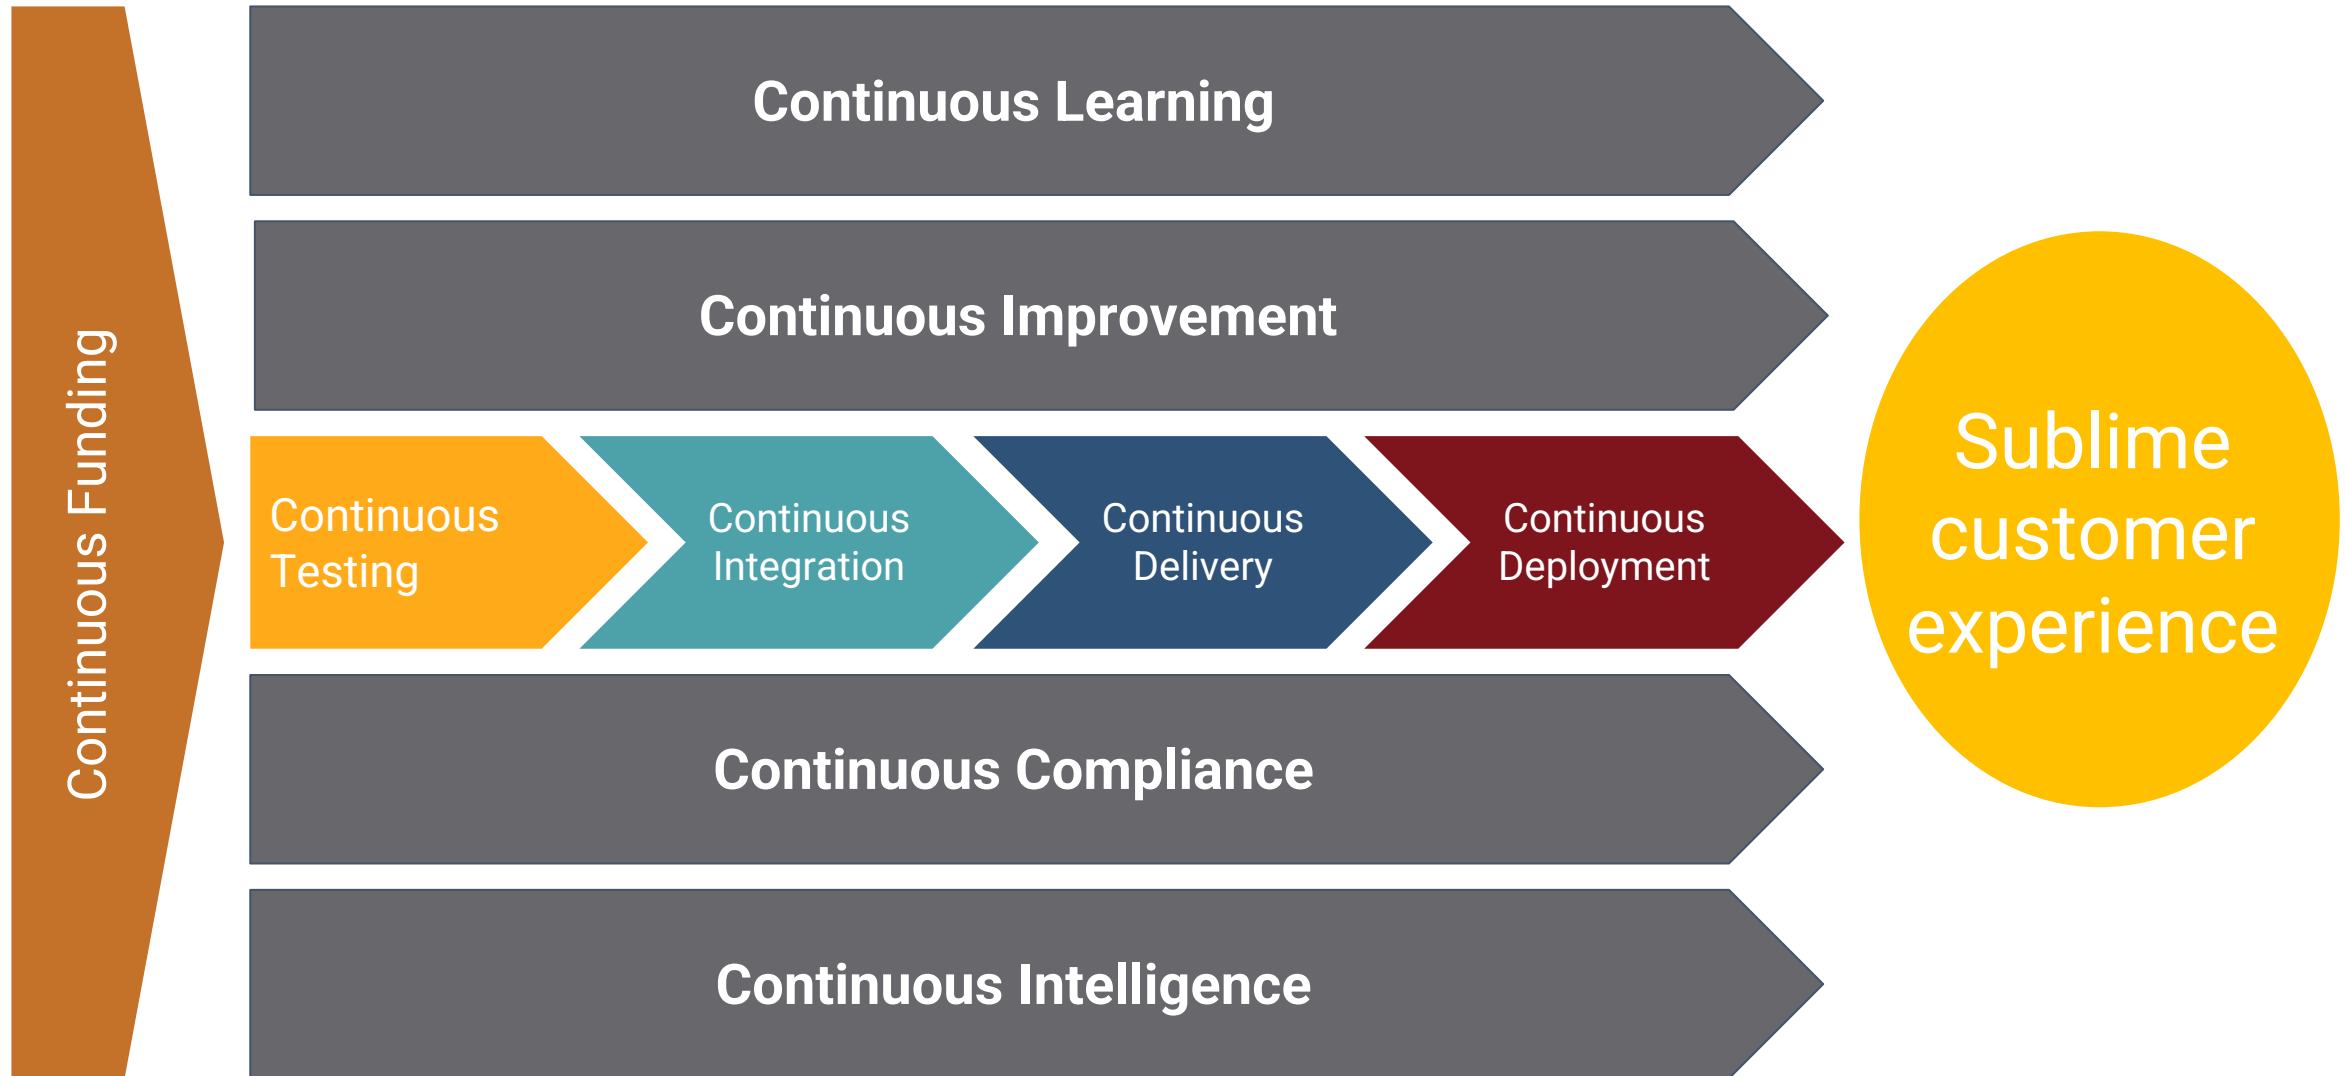 Continuous Funding
Continuous Learning
Continuous Improvement
Continuous
Testing
Continuous
Integration
Continuous
Delivery
Continuous
Deployment
Continuous Compliance
Continuous Intelligence
Sublime
customer
experience